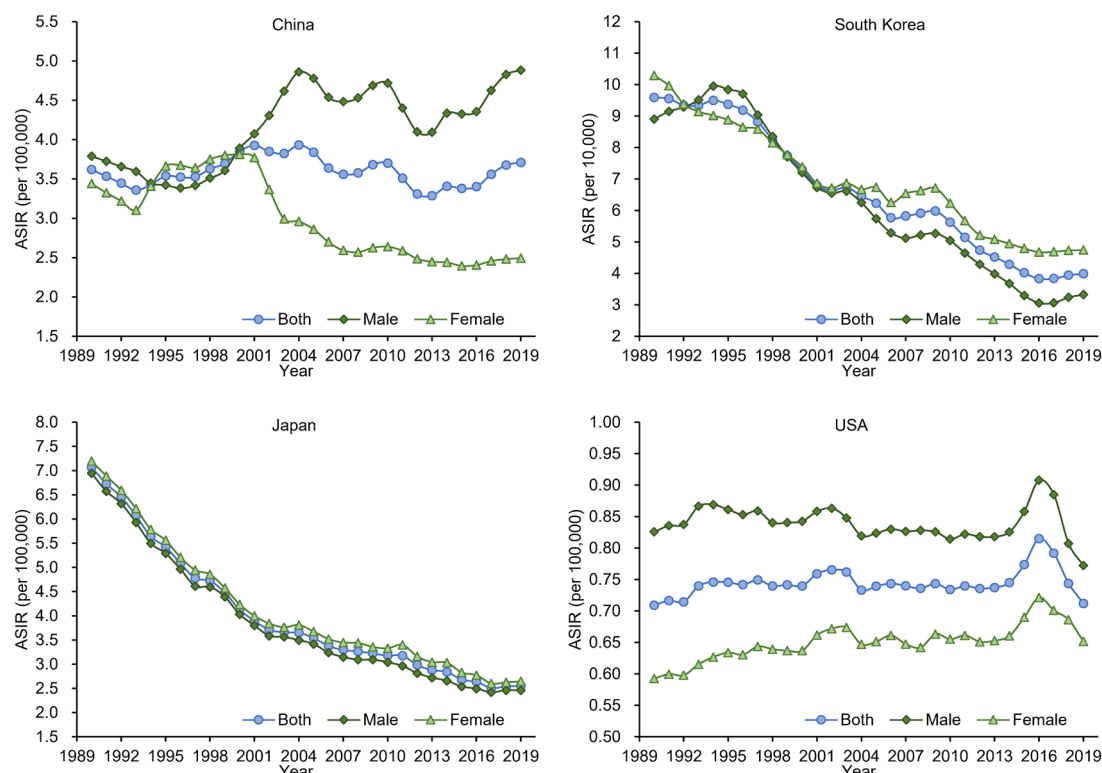 China
5.5
5.0
4.5
4.0
3.5
3.0
2.5
2.0
1.5
ASIR (per 100,000)
Both Male Female
1989 1992 1995 1998 2001 2004 2007 2010 2013 2016 2019
Year
South Korea
12
11
10
9
8
7
6
5
4
3
2
ASIR (per 10,000)
Both Male Female
1989 1992 1995 1998 2001 2004 2007 2010 2013 2016 2019
Year
Japan
8.0
7.5
7.0
6.5
6.0
5.5
5.0
4.5
4.0
3.5
3.0
2.5
2.0
1.5
ASIR (per 100,000)
Both Male Female
1989 1992 1995 1998 2001 2004 2007 2010 2013 2016 2019
Year
USA
1.00
0.95
0.90
0.85
0.80
0.75
0.70
0.65
0.60
0.55
0.50
ASIR (per 100,000)
Both Male Female
1989 1992 1995 1998 2001 2004 2007 2010 2013 2016 2019
Year